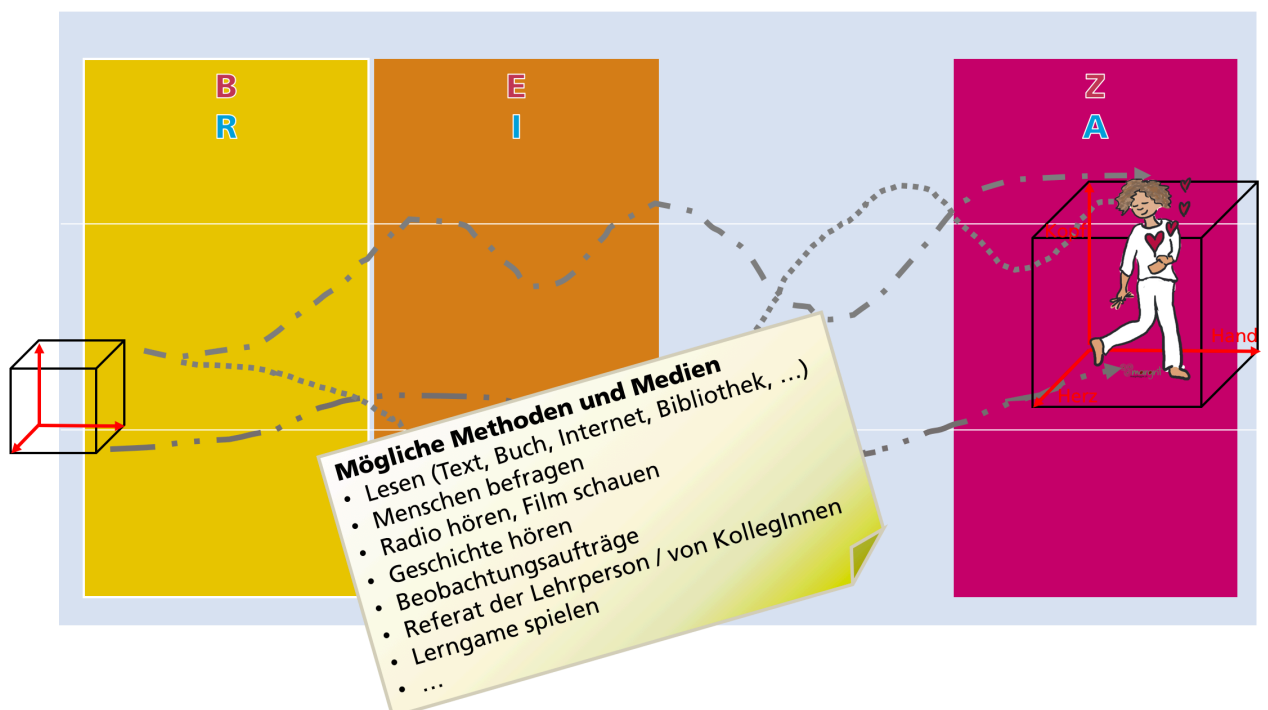 B
R
E
I
Z
A
Kopf
Hand
Herz
Mögliche Methoden und Medien
• Lesen (Text, Buch, Internet, Bibliothek, …)
• Menschen befragen
• Radio hören, Film schauen
• Geschichte hören
• Beobachtungsaufträge
• Referat der Lehrperson / von KollegInnen
• Lerngame spielen
• …